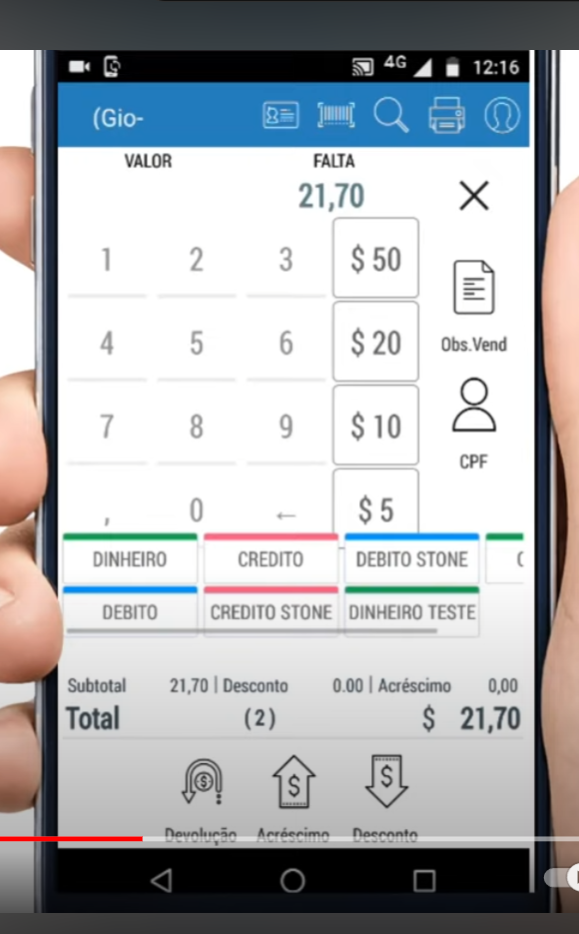 4G 12:16
(Gio-
VALOR FALTA
21,70
1 2 3 $ 50
4 5 6 $ 20 Obs.Vend
7 8 9 $ 10
CPF
, 0 ← $ 5
DINHEIRO CREDITO DEBITO STONE
DEBITO CREDITO STONE DINHEIRO TESTE
Subtotal 21,70 | Desconto 0.00 | Acréscimo 0,00
Total (2) $ 21,70
Devolução Acréscimo Desconto